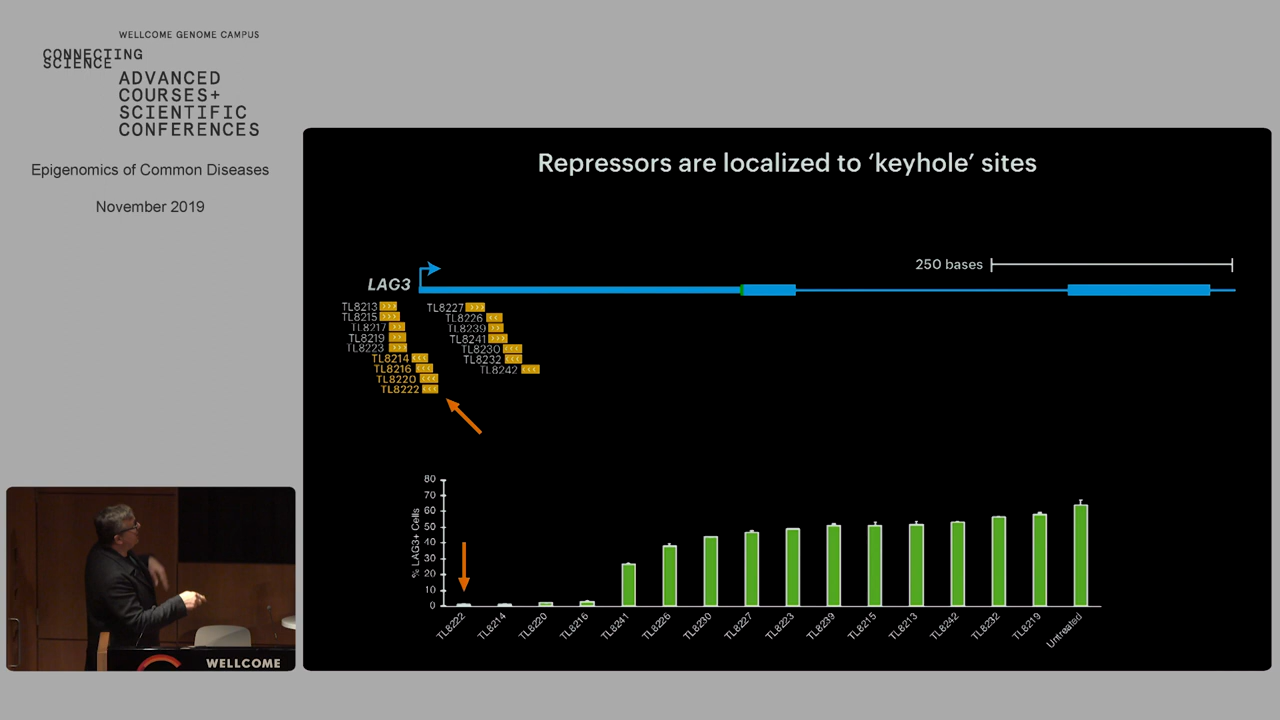 WELLCOME GENOME CAMPUS
CONNECTING
SCIENCE
ADVANCED
COURSES+
SCIENTIFIC
CONFERENCES
Epigenomics of Common Diseases
November 2019
Repressors are localized to ‘keyhole’ sites
250 bases
LAG3
TL8213
TL8215
TL8217
TL8219
TL8223
TL8214
TL8216
TL8220
TL8222
TL8227
TL8226
TL8239
TL8241
TL8230
TL8232
TL8242
% LAG3+ Cells
80
70
60
50
40
30
20
10
0
TL8222
TL8214
TL8220
TL8216
TL8241
TL8226
TL8230
TL8227
TL8223
TL8239
TL8215
TL8213
TL8242
TL8232
TL8219
Untreated
WELLCOME